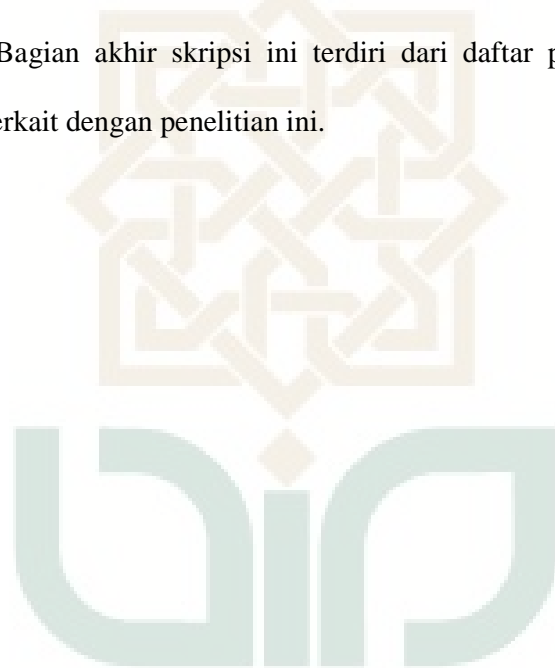 Bagian akhir skripsi ini terdiri dari daftar
erkait dengan penelitian ini.